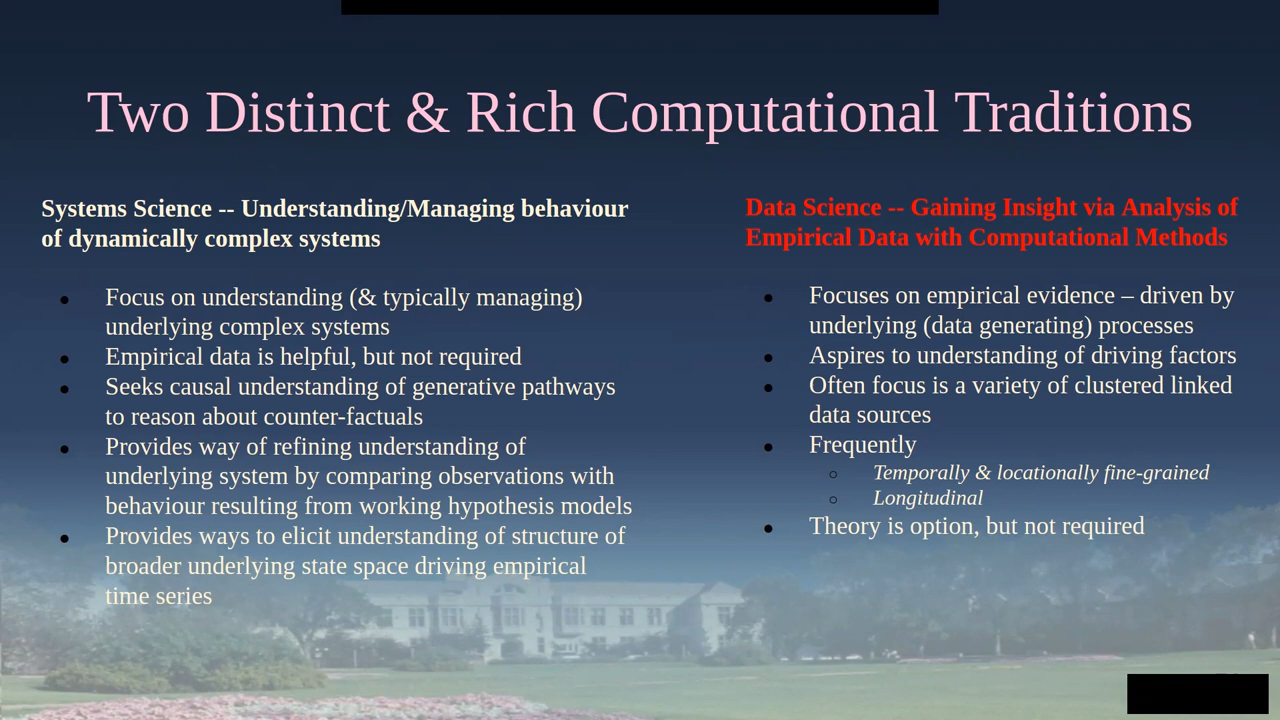 Two Distinct & Rich Computational Traditions
Systems Science -- Understanding/Managing behaviour
of dynamically complex systems
Focus on understanding (& typically managing)
underlying complex systems
Empirical data is helpful, but not required
Seeks causal understanding of generative pathways
to reason about counter-factuals
Provides way of refining understanding of
underlying system by comparing observations with
behaviour resulting from working hypothesis models
Provides ways to elicit understanding of structure of
broader underlying state space driving empirical
time series
Data Science -- Gaining Insight via Analysis of
Empirical Data with Computational Methods
Focuses on empirical evidence – driven by
underlying (data generating) processes
Aspires to understanding of driving factors
Often focus is a variety of clustered linked
data sources
Frequently
Temporally & locationally fine-grained
Longitudinal
Theory is option, but not required